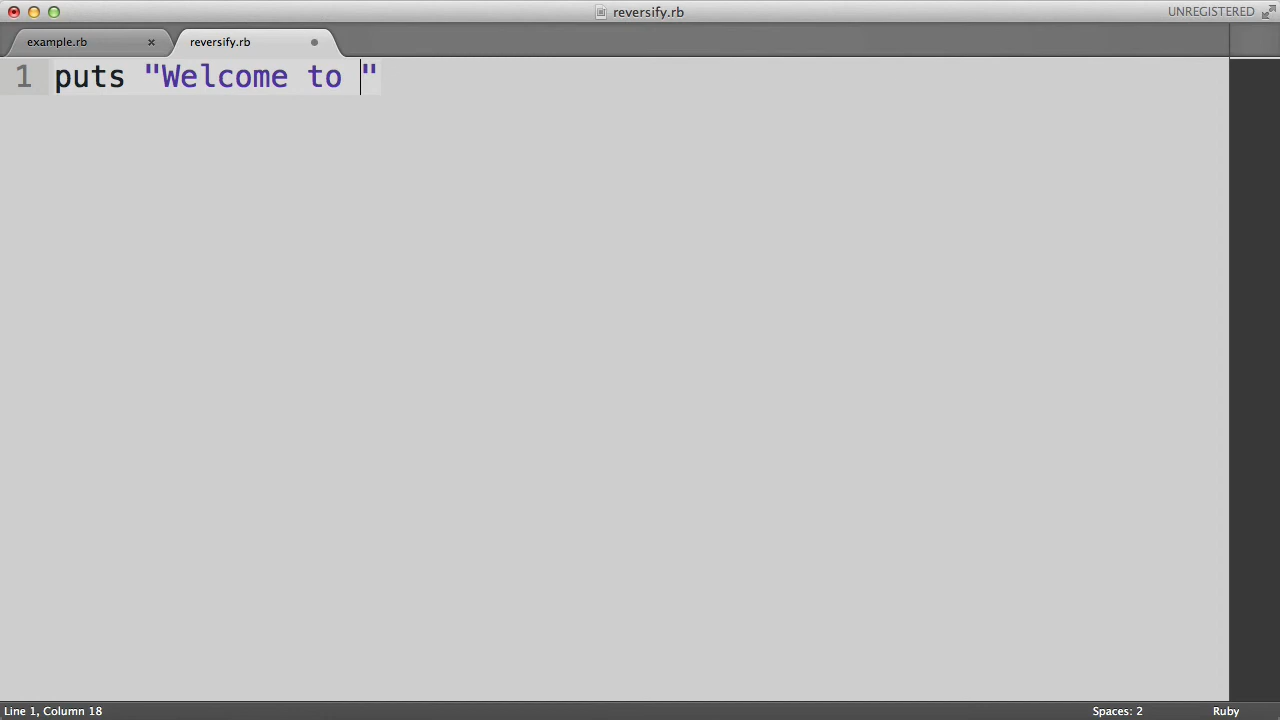 reversify.rb
UNREGISTERED
example.rb
reversify.rb
1 puts "Welcome to "
Line 1, Column 18
Spaces: 2
Ruby